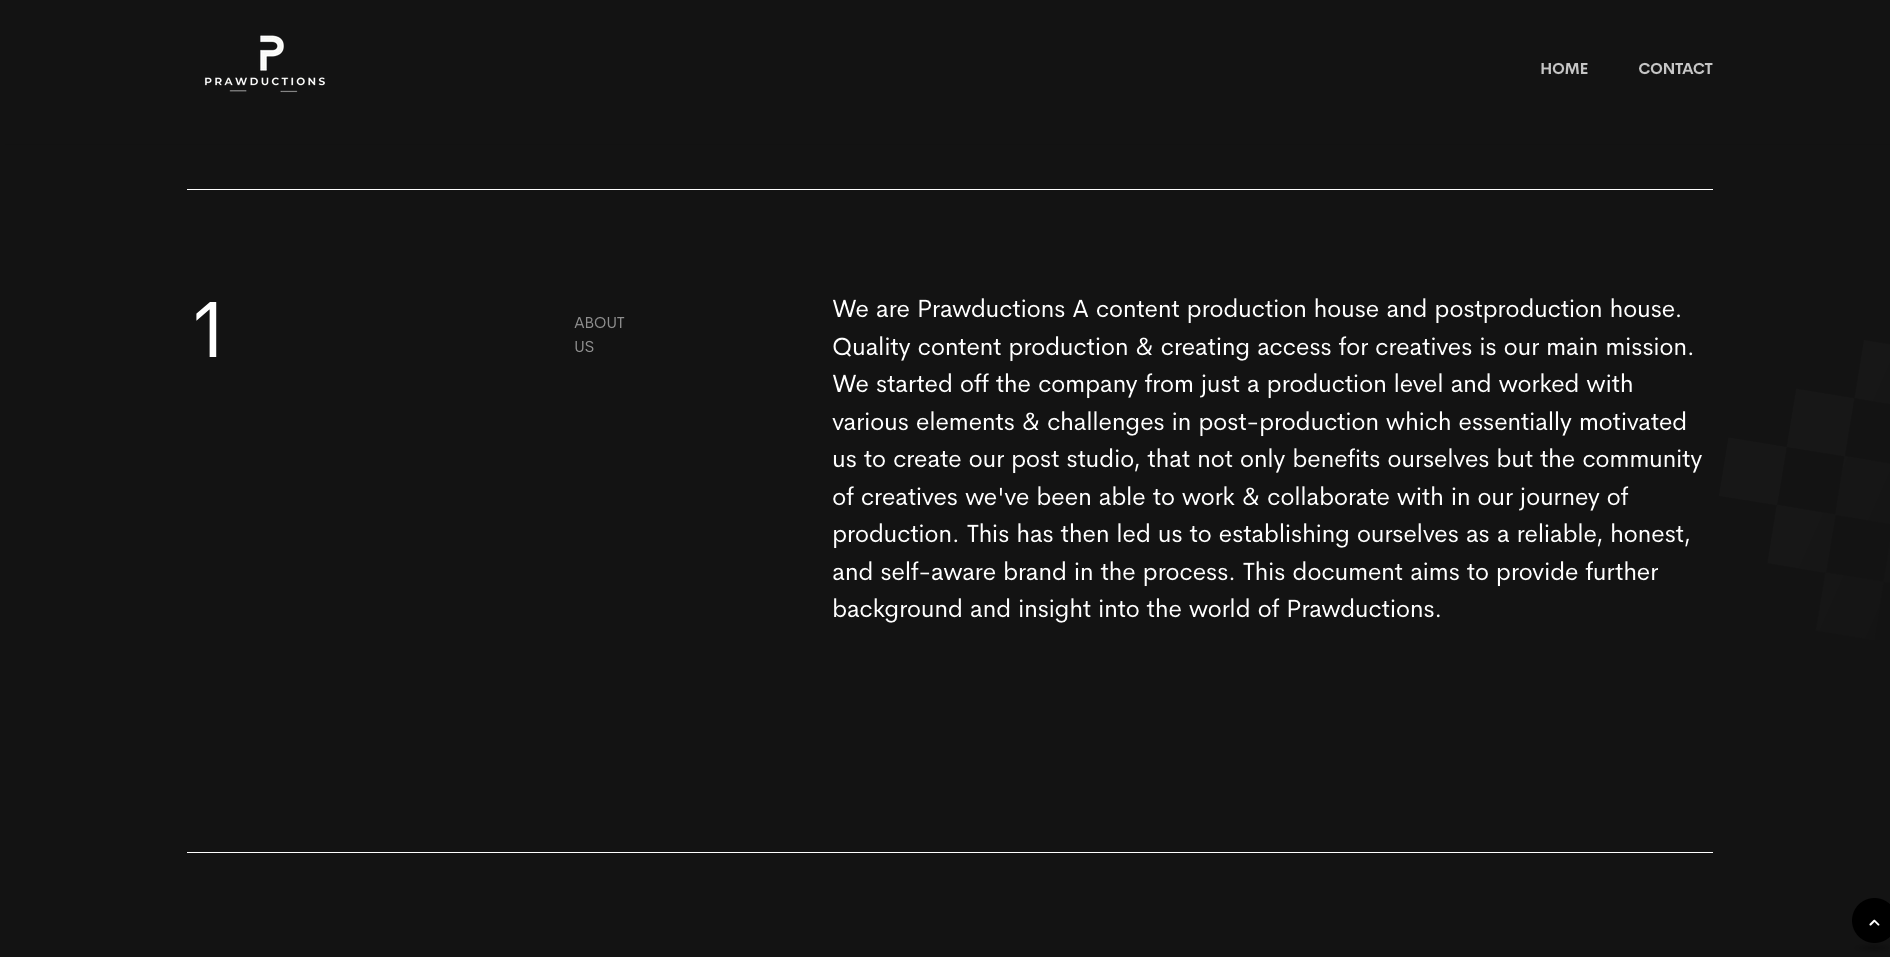 P
PRAWDUCTIONS
HOME
CONTACT
1
ABOUT
US
We are Prawductions A content production house and postproduction house.
Quality content production & creating access for creatives is our main mission.
We started off the company from just a production level and worked with
various elements & challenges in post-production which essentially motivated
us to create our post studio, that not only benefits ourselves but the community
of creatives we've been able to work & collaborate with in our journey of
production. This has then led us to establishing ourselves as a reliable, honest,
and self-aware brand in the process. This document aims to provide further
background and insight into the world of Prawductions.